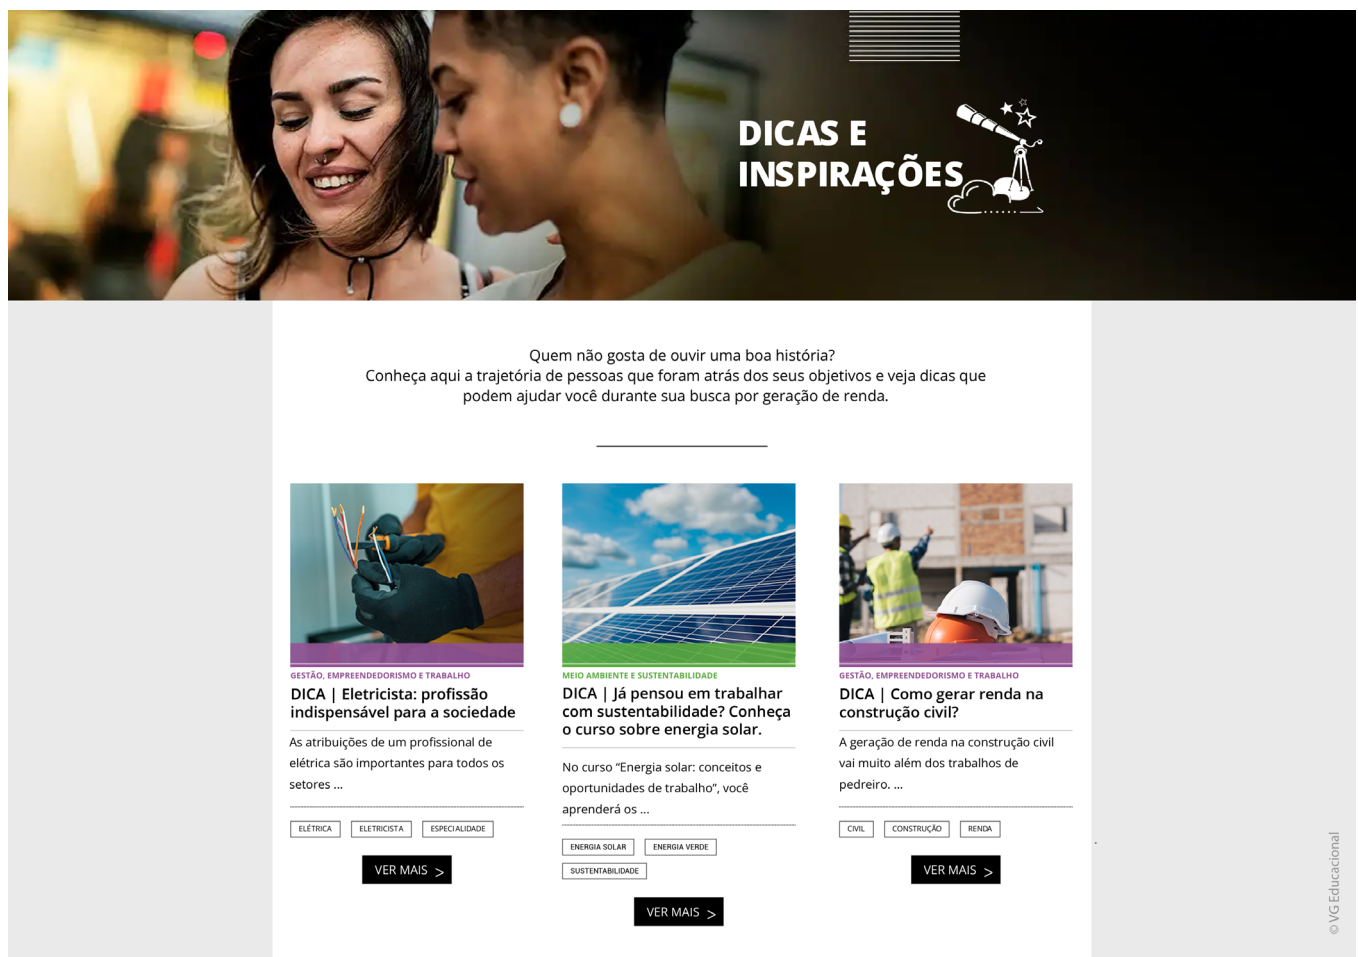 DICAS E
INSPIRAÇÕES
Quem não gosta de ouvir uma boa história?
Conheça aqui a trajetória de pessoas que foram atrás dos seus objetivos e veja dicas que
podem ajudar você durante sua busca por geração de renda.
GESTÃO, EMPREENDEDORISMO E TRABALHO
DICA | Eletricista: profissão
indispensável para a sociedade
As atribuições de um profissional de
elétrica são importantes para todos os
setores ...
ELÉTRICA
ELETRICISTA
ESPECIALIDADE
VER MAIS >
MEIO AMBIENTE E SUSTENTABILIDADE
DICA | Já pensou em trabalhar
com sustentabilidade? Conheça
o curso sobre energia solar.
No curso “Energia solar: conceitos e
oportunidades de trabalho”, você
aprenderá os ...
ENERGIA SOLAR
ENERGIA VERDE
SUSTENTABILIDADE
VER MAIS >
GESTÃO, EMPREENDEDORISMO E TRABALHO
DICA | Como gerar renda na
construção civil?
A geração de renda na construção civil
vai muito além dos trabalhos de
pedreiro. ...
CIVIL
CONSTRUÇÃO
RENDA
VER MAIS >
© VG Educacional